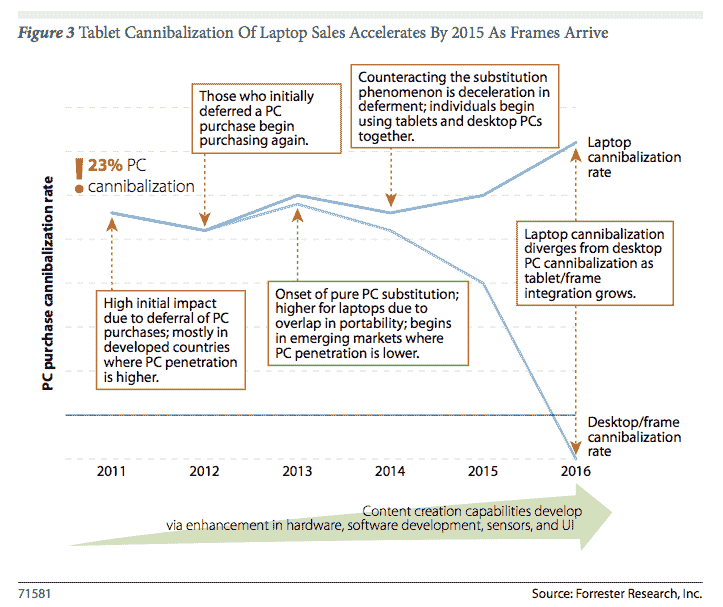 Figure 3 Tablet Cannibalization Of Laptop Sales Accelerates By 2015 As Frames Arrive
Counteracting the substitution
phenomenon is deceleration in
deferment; individuals begin
using tablets and desktop PCs
together.
Those who initially
deferred a PC
purchase begin
purchasing again.
Laptop
cannibalization
rate
! 23% PC
cannibalization
PC purchase cannibalization rate
Laptop cannibalization
diverges from desktop
PC cannibalization as
tablet/frame
integration grows.
High initial impact
due to deferral of PC
purchases; mostly in
developed countries
where PC penetration
is higher.
Onset of pure PC substitution;
higher for laptops due to
overlap in portability; begins
in emerging markets where
PC penetration is lower.
Desktop/frame
cannibalization
rate
2011 2012 2013 2014 2015 2016
Content creation capabilities develop
via enhancement in hardware, software development, sensors, and UI
71581 Source: Forrester Research, Inc.